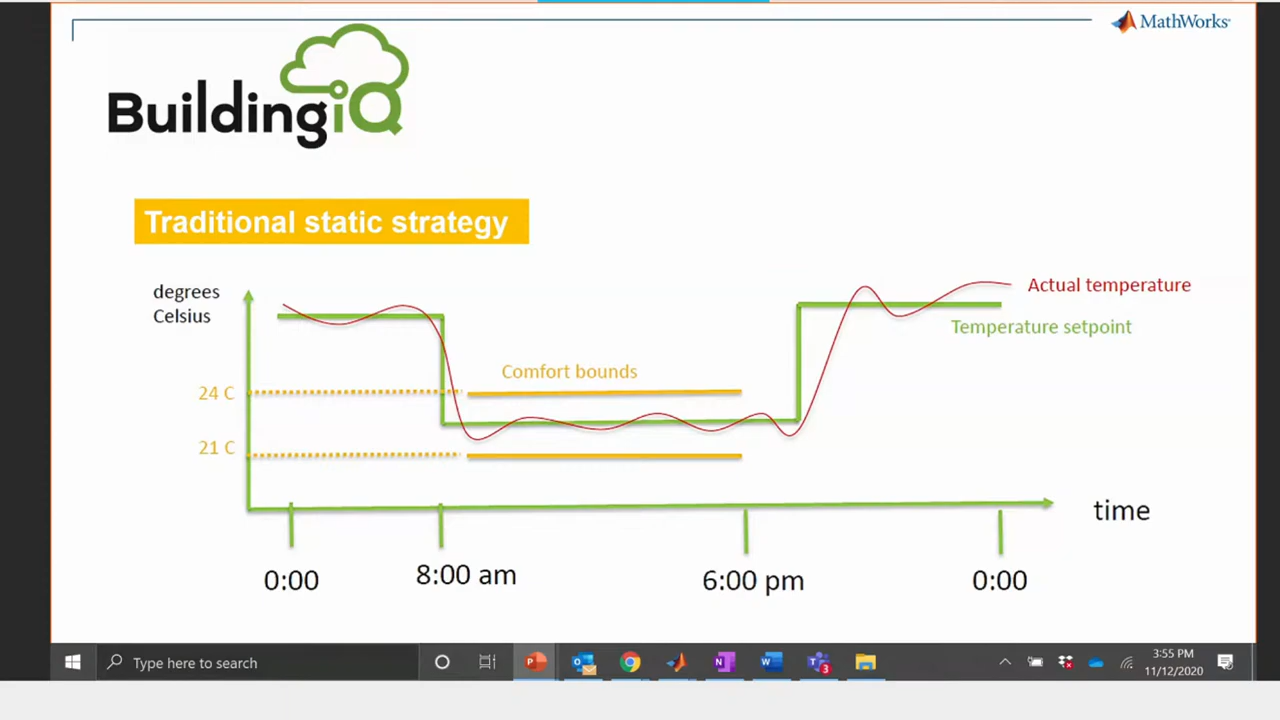 MathWorks
BuildingiQ
Traditional static strategy
degrees
Celsius
Actual temperature
Temperature setpoint
Comfort bounds
24 C
21 C
time
0:00
8:00 am
6:00 pm
0:00
Type here to search
3
3:55 PM
11/12/2020